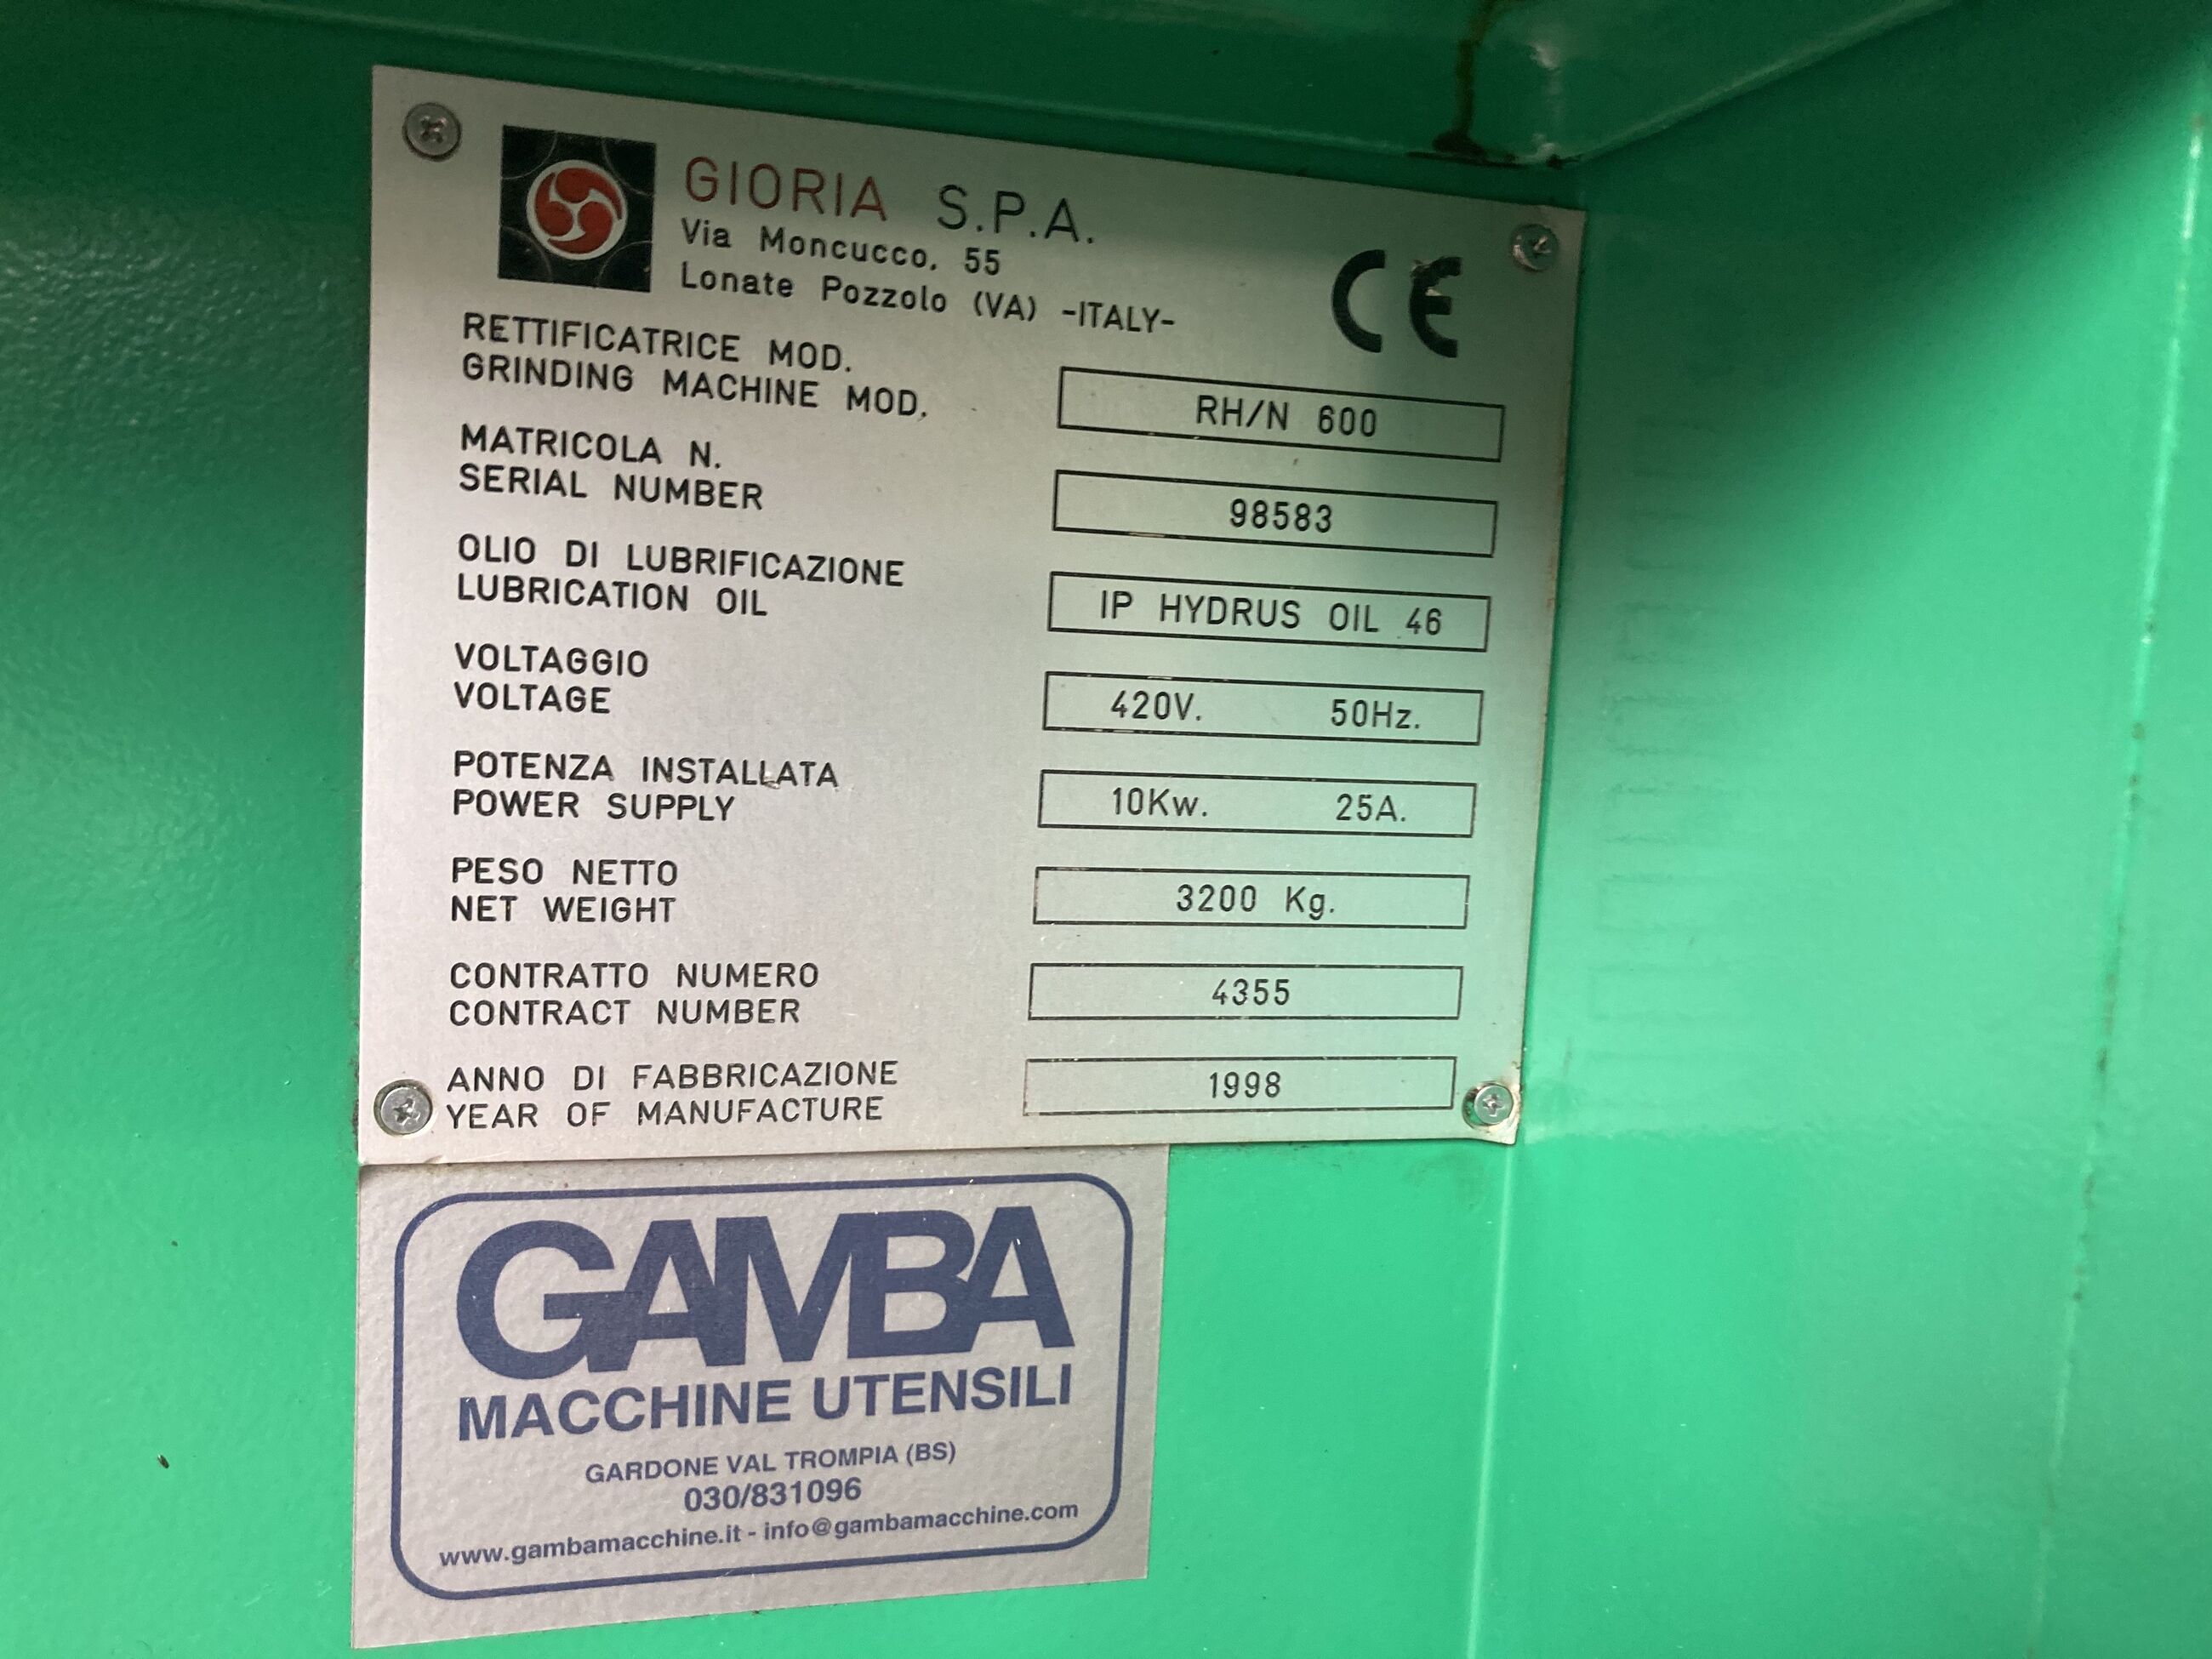 GIORIA S.P.A.
Via Moncucco, 55
Lonate Pozzolo (VA) -ITALY-
CE
RETTIFICATRICE MOD.
GRINDING MACHINE MOD.
RH/N 600
MATRICOLA N.
SERIAL NUMBER
98583
OLIO DI LUBRIFICAZIONE
LUBRICATION OIL
IP HYDRUS OIL 46
VOLTAGGIO
VOLTAGE
420V. 50Hz.
POTENZA INSTALLATA
POWER SUPPLY
10Kw. 25A.
PESO NETTO
NET WEIGHT
3200 Kg.
CONTRATTO NUMERO
CONTRACT NUMBER
4355
ANNO DI FABBRICAZIONE
YEAR OF MANUFACTURE
1998
GAMBA
MACCHINE UTENSILI
GARDONE VAL TROMPIA (BS)
030/831096
www.gambamacchine.it - info@gambamacchine.com